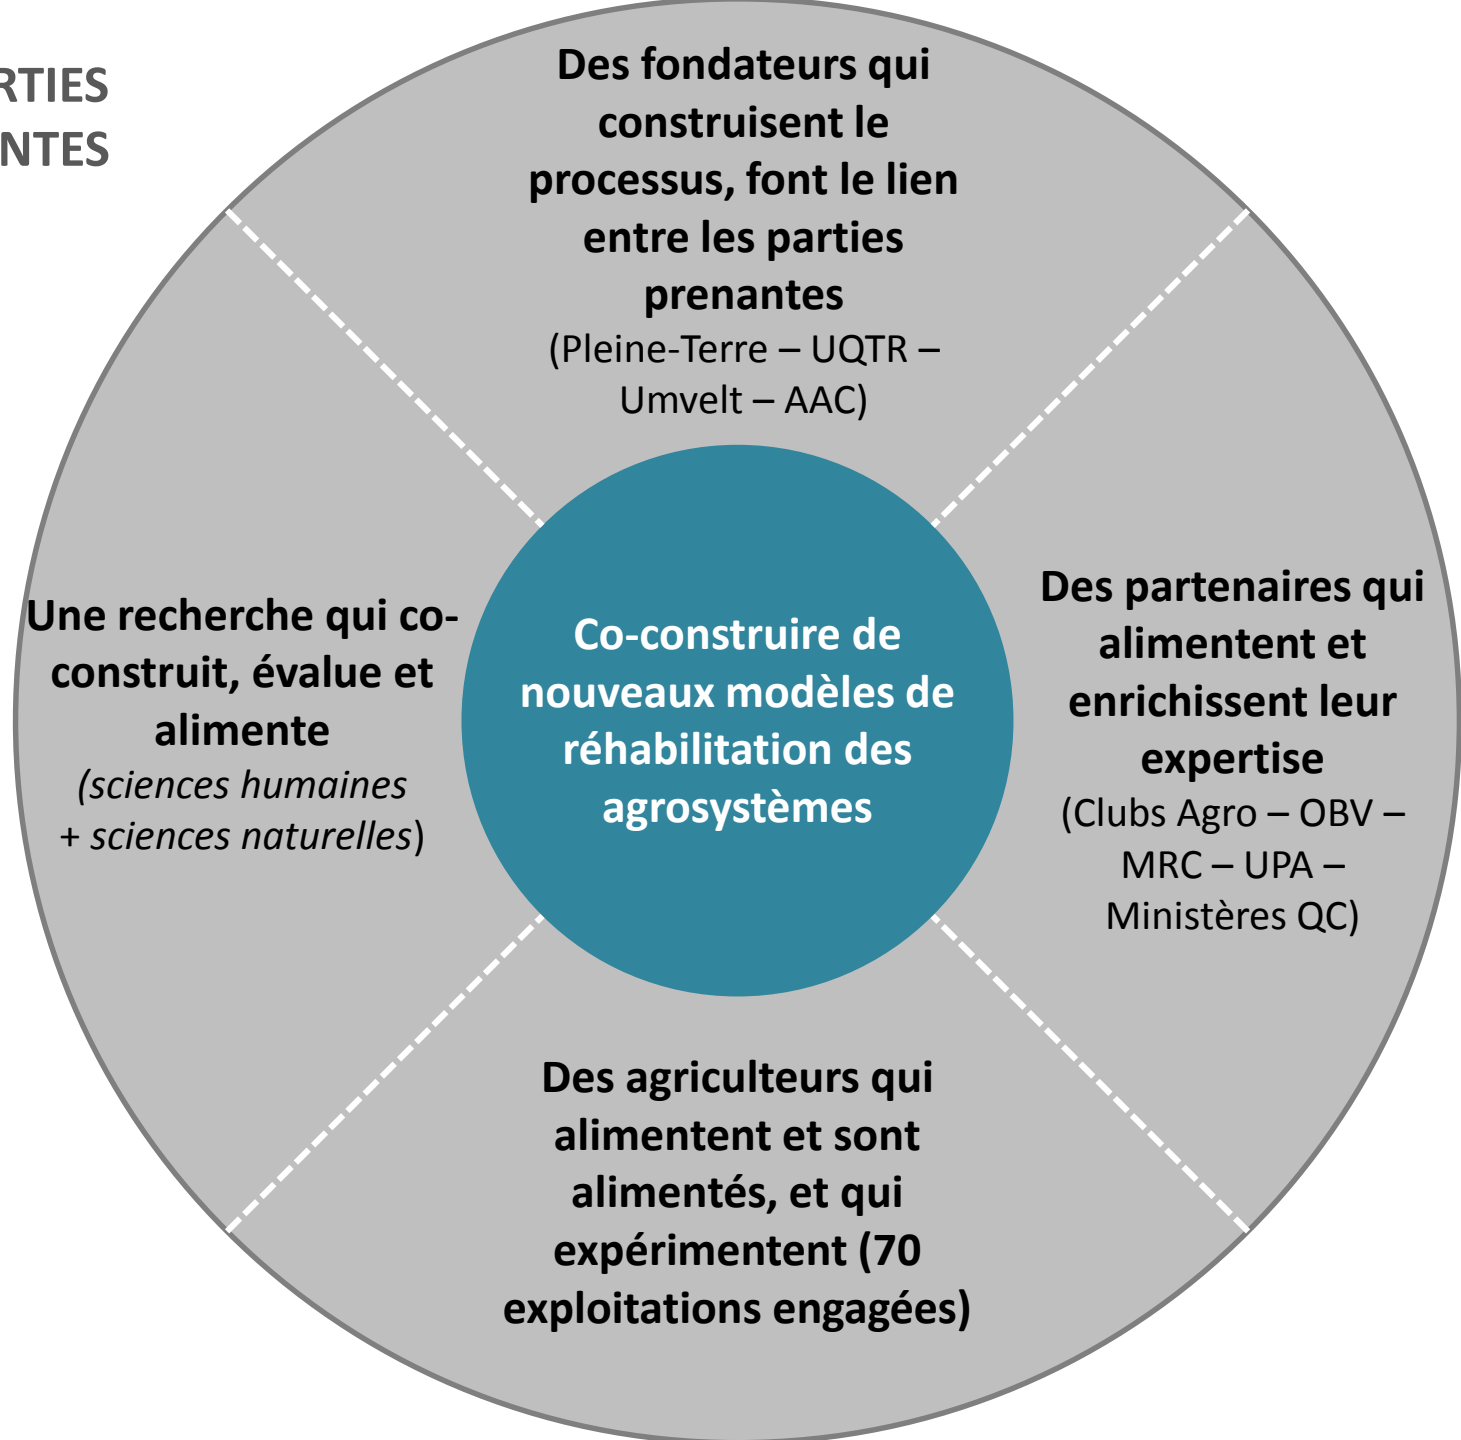 RTIES
NTES
Des fondateurs qui
construisent le
processus, font le lien
entre les parties
prenantes
(Pleine-Terre – UQTR –
Umvelt – AAC)
Une recherche qui co-
construit, évalue et
alimente
(sciences humaines
+ sciences naturelles)
Co-construire de
nouveaux modèles de
réhabilitation des
agrosystèmes
Des partenaires qui
alimentent et
enrichissent leur
expertise
(Clubs Agro – OBV –
MRC – UPA –
Ministères QC)
Des agriculteurs qui
alimentent et sont
alimentés, et qui
expérimentent (70
exploitations engagées)